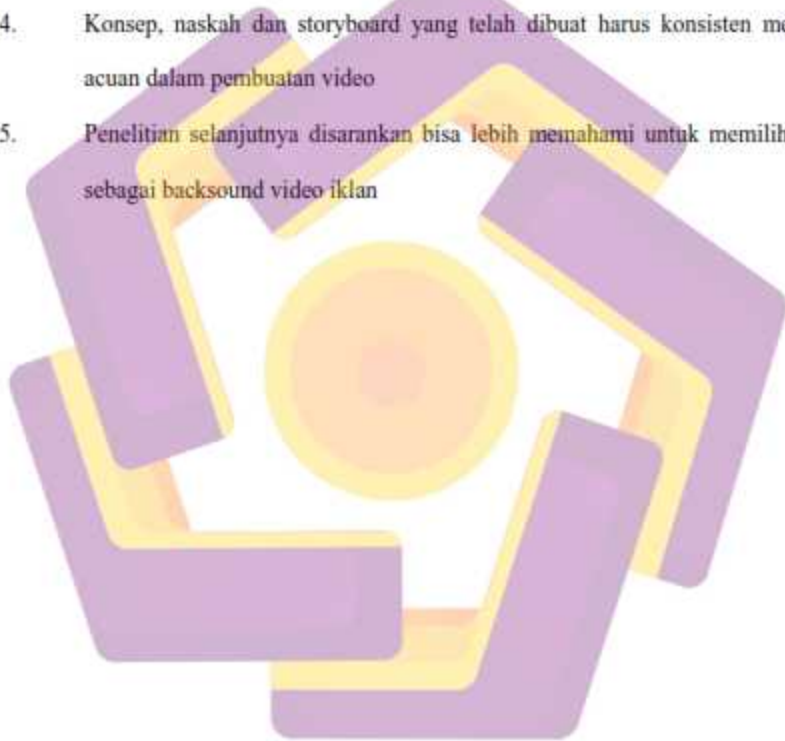 4. Konsep, naskah dan storyboard yang telah dibuat harus konsisten
acuan dalam pembuatan video
5. Penelitian selanjutnya disarankan bisa lebih memahami untuk memilih
sebagai backsound video iklan